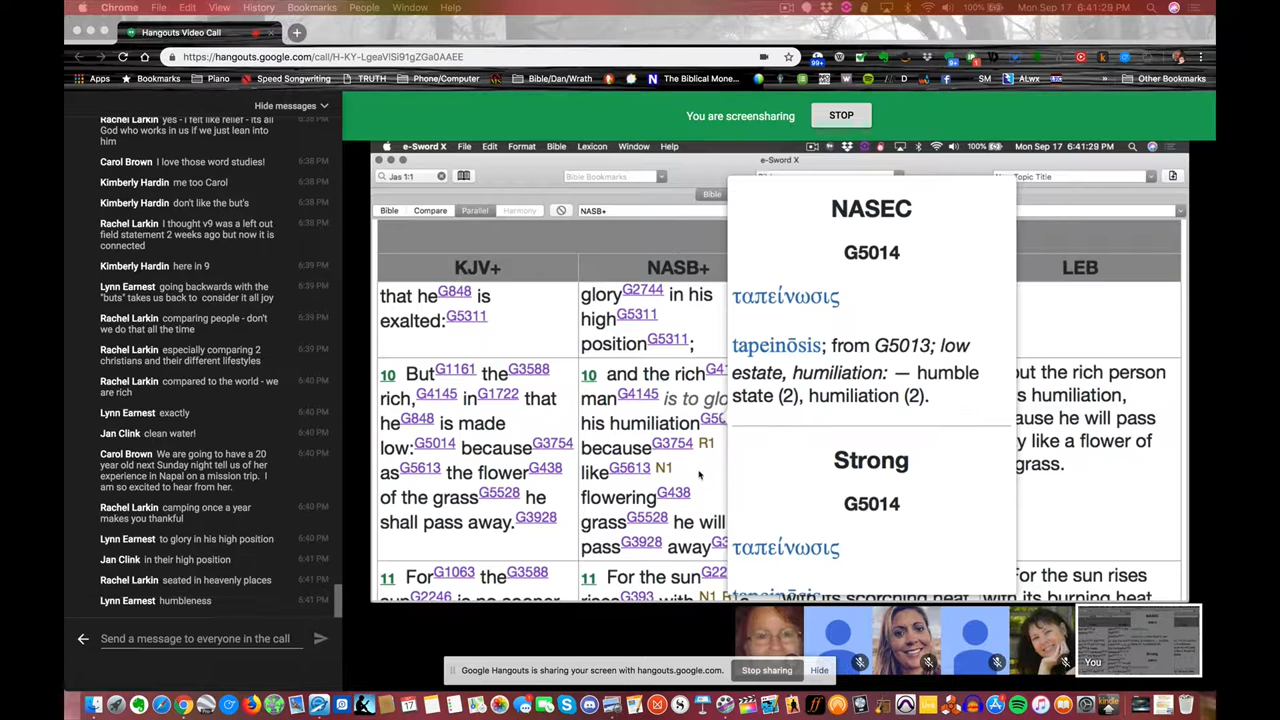 Chrome File Edit View History Bookmarks People Window Help
100% Mon Sep 17 6:41:29 PM
Hangouts Video Call
https://hangouts.google.com/call/H-KY-LgeaVlSi91gZGa0AAEE
Apps Bookmarks Piano Speed Songwriting TRUTH Phone/Computer Bible/Dan/Wrath The Biblical Mone... SM ALwx Other Bookmarks
Hide messages
You are screensharing
STOP
Rachel Larkin yes - i felt like relief - its all
God who works in us if we just lean into
him
6:38 PM
Carol Brown I love those word studies!
6:38 PM
Kimberly Hardin me too Carol
6:38 PM
Kimberly Hardin don't like the but's
6:38 PM
Rachel Larkin I thought v9 was a left out
field statement 2 weeks ago but now it is
connected
6:39 PM
Kimberly Hardin here in 9
6:39 PM
Lynn Earnest going backwards with the
"buts" takes us back to consider it all joy
6:39 PM
Rachel Larkin comparing people - don't
we do that all the time
6:39 PM
Rachel Larkin especially comparing 2
christians and their different lifestyles
6:39 PM
Rachel Larkin compared to the world - we
are rich
6:40 PM
Lynn Earnest exactly
6:40 PM
Jan Clink clean water!
6:40 PM
Carol Brown We are going to have a 20
year old next Sunday night tell us of her
experience in Napal on a mission trip. I
am so excited to hear from her.
6:40 PM
Rachel Larkin camping once a year
makes you thankful
6:40 PM
Lynn Earnest to glory in his high position
6:40 PM
Jan Clink in their high position
6:41 PM
Rachel Larkin seated in heavenly places
6:41 PM
Lynn Earnest humbleness
6:41 PM
Send a message to everyone in the call
e-Sword X File Edit Format Bible Lexicon Window Help
100% Mon Sep 17 6:41:29 PM
e-Sword X
Jas 1:1
Bible Bookmarks
Topic Title
Bible
Bible Compare Parallel Harmony
NASB+
KJV+
that he G848 is
exalted: G5311
10 But G1161 the G3588
rich, G4145 in G1722 that
he G848 is made
low: G5014 because G3754
as G5613 the flower G438
of the grass G5528 he
shall pass away. G3928
11 For G1063 the G3588
NASB+
glory G2744 in his
high G5311
position G5311;
10 and the rich
man G4145 is to glo
his humiliation
because G3754 R1
like G5613 N1
flowering G438
grass G5528 he will
pass G3928 away
11 For the sun
NASEC
G5014
ταπείνωσις
tapeinōsis; from G5013; low
estate, humiliation: — humble
state (2), humiliation (2).
Strong
G5014
ταπείνωσις
LEB
out the rich person
s humiliation,
cause he will pass
y like a flower of
grass.
or the sun rises
with its scorching heat
with its burning heat
You
Google Hangouts is sharing your screen with hangouts.google.com.
Stop sharing
Hide